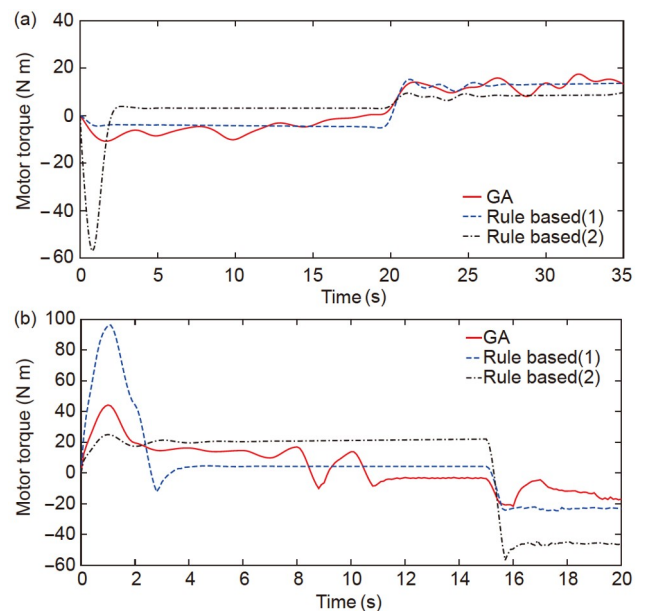 (a)
Motor torque (N m)
40
20
0
−20
−40
−60
GA
Rule based(1)
Rule based(2)
0 5 10 15 20 25 30 35
Time (s)
(b)
Motor torque (N m)
100
80
60
40
20
0
−20
−40
−60
GA
Rule based(1)
Rule based(2)
0 2 4 6 8 10 12 14 16 18 20
Time (s)